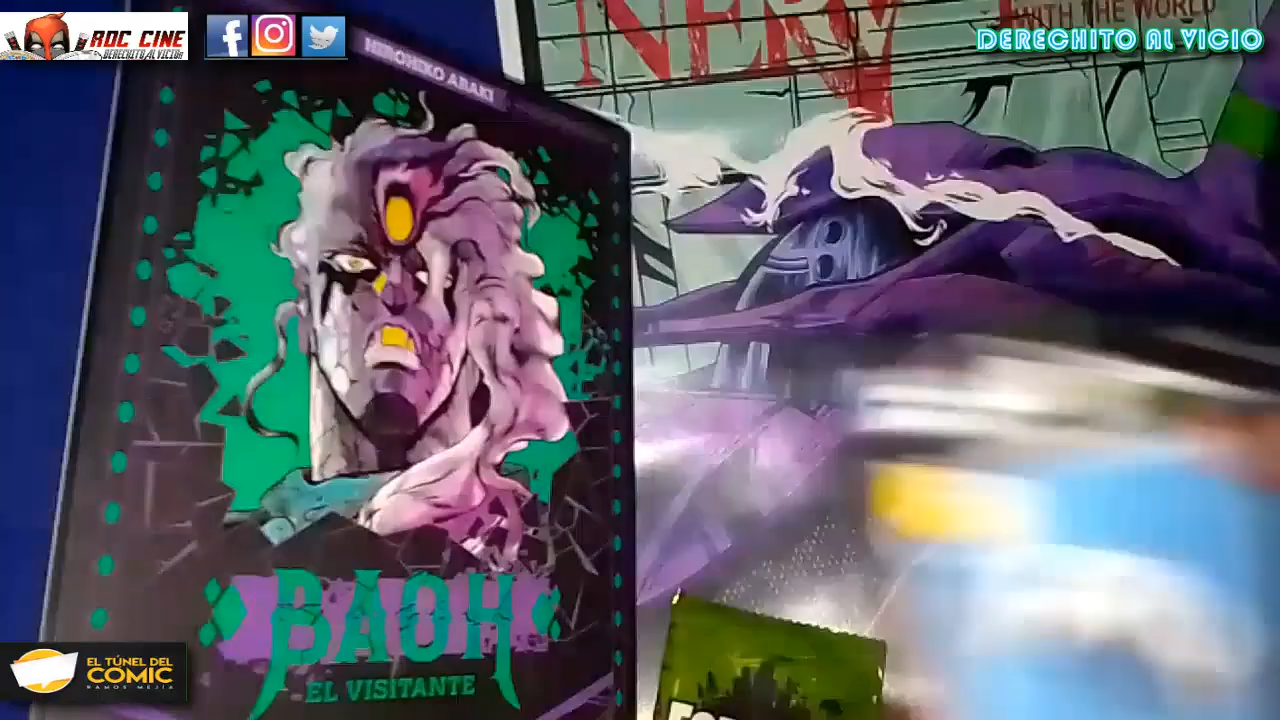 ROC CINE
DERECHITO AL VICIO
NERV
WITH THE WORLD
DERECHITO AL VICIO
HIROHIKO ARAKI
BAOH
EL VISITANTE
EL TÚNEL DEL
CÓMIC
RAMOS MEJÍA